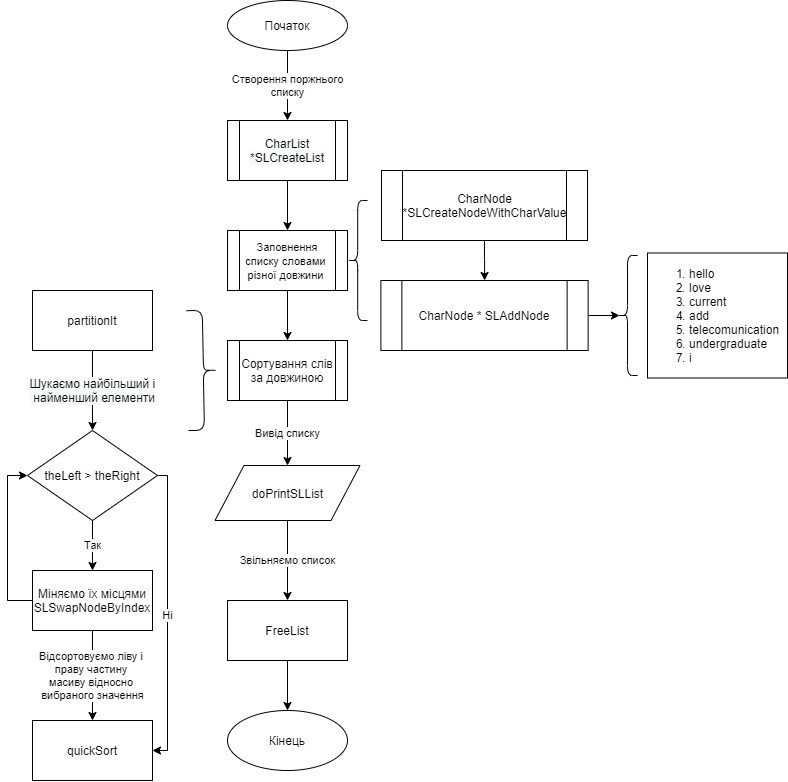 Початок
Створення поржнього
списку
CharList
*SLCreateList
Заповнення
списку словами
різної довжини
CharNode
*SLCreateNodeWithCharValue
CharNode * SLAddNode
1. hello
2. love
3. current
4. add
5. telecomunication
6. undergraduate
7. i
Сортування слів
за довжиною
partitionIt
Шукаємо найбільший і
найменший елементи
theLeft > theRight
Так
Ні
Міняємо їх місцями
SLSwapNodeByIndex
Відсортовуємо ліву і
праву частину
масиву відносно
вибраного значення
quickSort
Вивід списку
doPrintSLList
Звільняємо список
FreeList
Кінець